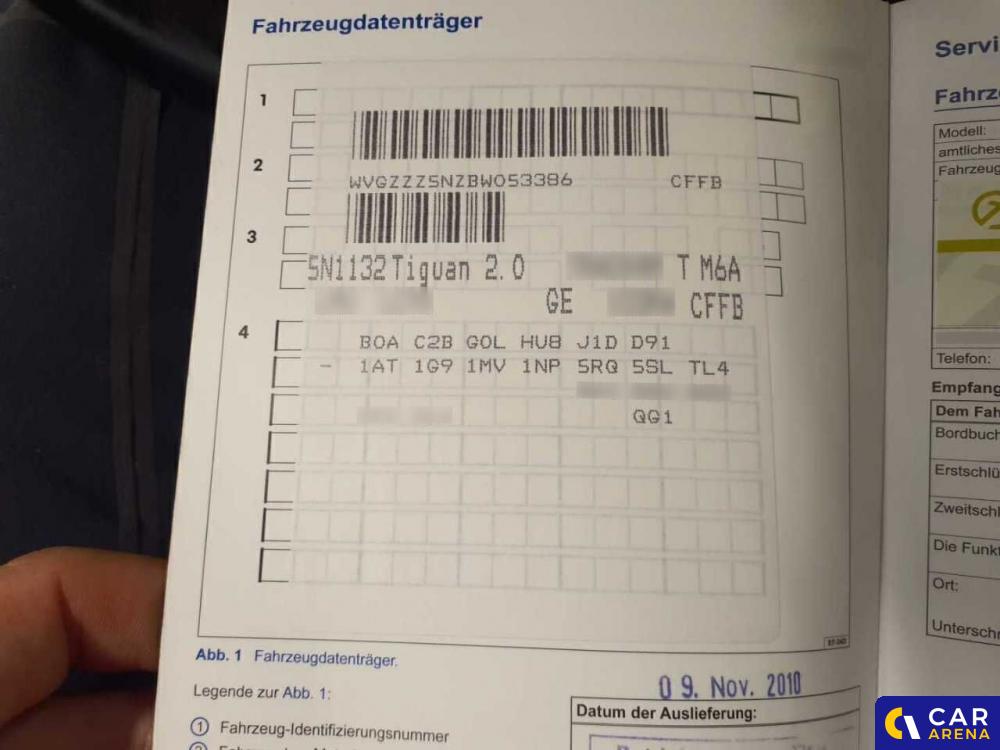 Fahrzeugdatenträger
1
2
WVGZZZ5NZBW053386 CFFB
3
5N1132 Tiguan 2.0 T M6A
GE CFFB
4
B0A C2B G0L HU8 J1D D91
- 1AT 1G9 1MV 1NP 5RQ 5SL TL4
QG1
Abb. 1 Fahrzeugdatenträger.
Legende zur Abb. 1:
1 Fahrzeug-Identifizierungsnummer
09. Nov. 2010
Datum der Auslieferung:
Servi
Fahrze
Modell:
amtliches
Fahrzeug
Telefon:
Empfang
Dem Fah
Bordbuch
Erstschlü
Zweitschl
Die Funkt
Ort:
Unterschr
CAR
ARENA